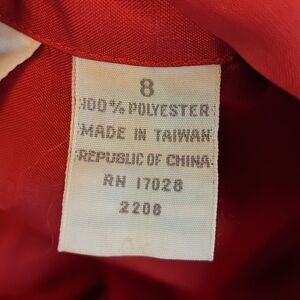 8
100% POLYESTER
MADE IN TAIWAN
REPUBLIC OF CHINA
RN 17028
2208